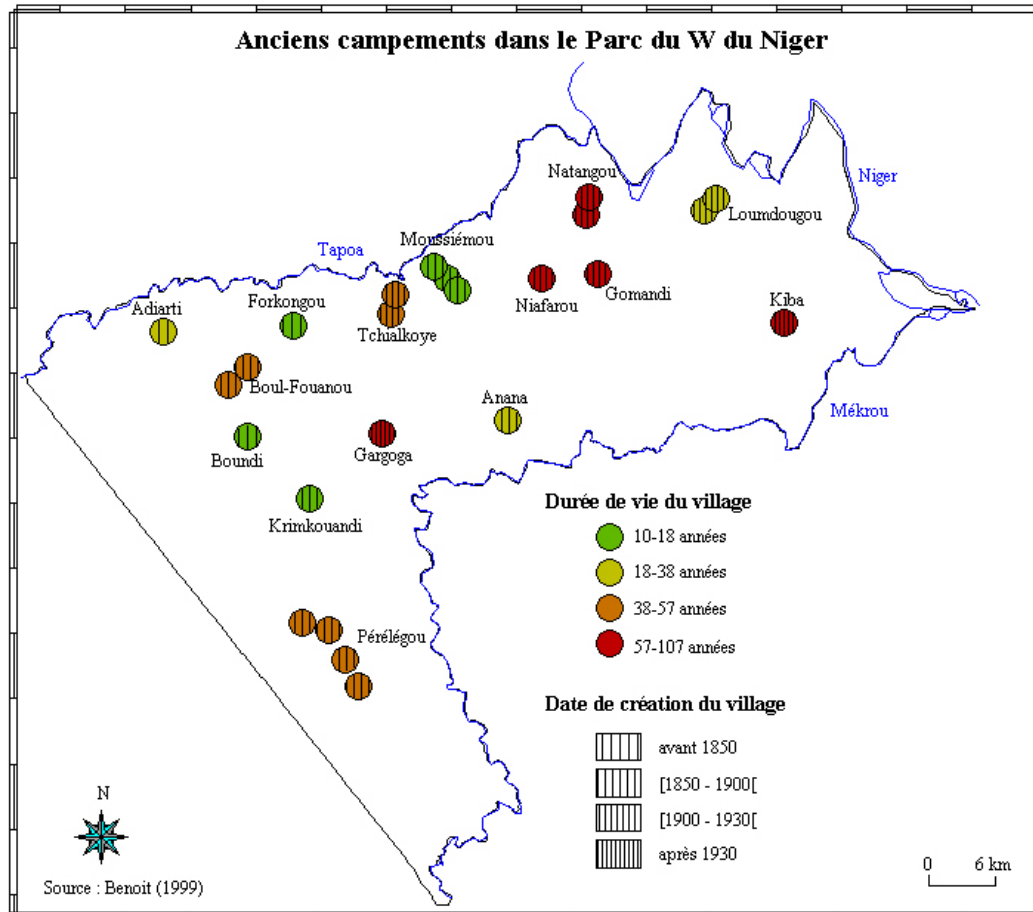 Anciens campements dans le Parc du W du Niger
Natangou
Niger
Loumdougou
Moussiémou
Tapoa
Niafarou
Gomandi
Kiba
Adiarti
Forkongou
Tchialkoye
Boul-Fouanou
Anana
Mékrou
Boundi
Gargoga
Krimkouandi
Pérélégou
Durée de vie du village
10-18 années
18-38 années
38-57 années
57-107 années
Date de création du village
avant 1850
[1850 - 1900[
[1900 - 1930[
après 1930
N
Source : Benoit (1999)
0 6 km